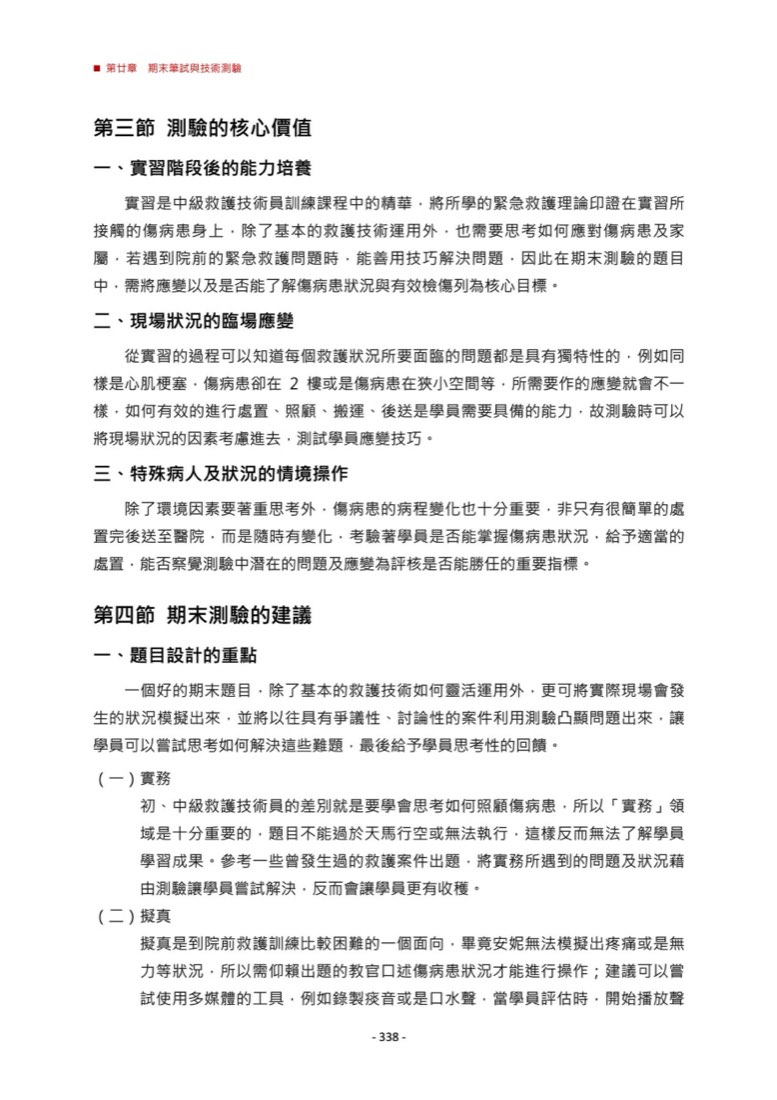 ■ 第廿章　期末筆試與技術測驗
第三節 測驗的核心價值
一、實習階段後的能力培養
實習是中級救護技術員訓練課程中的精華，將所學的緊急救護理論印證在實習所
接觸的傷病患身上，除了基本的救護技術運用外，也需要思考如何應對傷病患及家
屬，若遇到院前的緊急救護問題時，能善用技巧解決問題，因此在期末測驗的題目
中，需將應變以及是否能了解傷病患狀況與有效檢傷列為核心目標。
二、現場狀況的臨場應變
從實習的過程可以知道每個救護狀況所要面臨的問題都是具有獨特性的，例如同
樣是心肌梗塞，傷病患卻在 2 樓或是傷病患在狹小空間等，所需要作的應變就會不一
樣，如何有效的進行處置、照顧、搬運、後送是學員需要具備的能力，故測驗時可以
將現場狀況的因素考慮進去，測試學員應變技巧。
三、特殊病人及狀況的情境操作
除了環境因素要著重思考外，傷病患的病程變化也十分重要，非只有很簡單的處
置完後送至醫院，而是隨時有變化，考驗著學員是否能掌握傷病患狀況，給予適當的
處置，能否察覺測驗中潛在的問題及應變為評核是否能勝任的重要指標。
第四節 期末測驗的建議
一、題目設計的重點
一個好的期末題目，除了基本的救護技術如何靈活運用外，更可將實際現場會發
生的狀況模擬出來，並將以往具有爭議性、討論性的案件利用測驗凸顯問題出來，讓
學員可以嘗試思考如何解決這些難題，最後給予學員思考性的回饋。
（一）實務
初、中級救護技術員的差別就是要學會思考如何照顧傷病患，所以「實務」領
域是十分重要的，題目不能過於天馬行空或無法執行，這樣反而無法了解學員
學習成果。參考一些曾發生過的救護案件出題，將實務所遇到的問題及狀況藉
由測驗讓學員嘗試解決，反而會讓學員更有收穫。
（二）擬真
擬真是到院前救護訓練比較困難的一個面向，畢竟安妮無法模擬出疼痛或是無
力等狀況，所以需仰賴出題的教官口述傷病患狀況才能進行操作；建議可以嘗
試使用多媒體的工具，例如錄製痰音或是口水聲，當學員評估時，開始播放聲
- 338 -